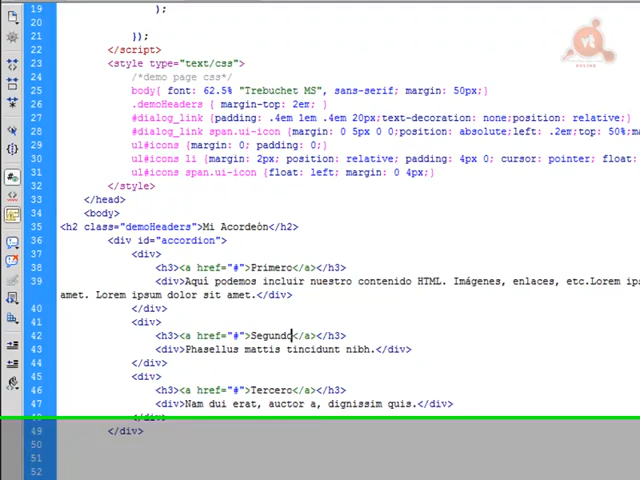 19 );
20
21 });
22 </script>
23 <style type="text/css">
24 /*demo page css*/
25 body{ font: 62.5% "Trebuchet MS", sans-serif; margin: 50px;}
26 .demoHeaders { margin-top: 2em; }
27 #dialog_link {padding: .4em 1em .4em 20px;text-decoration: none;position: relative;}
28 #dialog_link span.ui-icon {margin: 0 5px 0 0;position: absolute;left: .2em;top: 50%;ma
29 ul#icons {margin: 0; padding: 0;}
30 ul#icons li {margin: 2px; position: relative; padding: 4px 0; cursor: pointer; float:
31 ul#icons span.ui-icon {float: left; margin: 0 4px;}
32 </style>
33 </head>
34 <body>
35 <h2 class="demoHeaders">Mi Acordeón</h2>
36 <div id="accordion">
37 <div>
38 <h3><a href="#">Primero</a></h3>
39 <div>Aquí podemos incluir nuestro contenido HTML. Imágenes, enlaces, etc.Lorem ips
amet. Lorem ipsum dolor sit amet.</div>
40 </div>
41 <div>
42 <h3><a href="#">Segundo</a></h3>
43 <div>Phasellus mattis tincidunt nibh.</div>
44 </div>
45 <div>
46 <h3><a href="#">Tercero</a></h3>
47 <div>Nam dui erat, auctor a, dignissim quis.</div>
48 </div>
49 </div>
50
51
52
vt
ONLINE